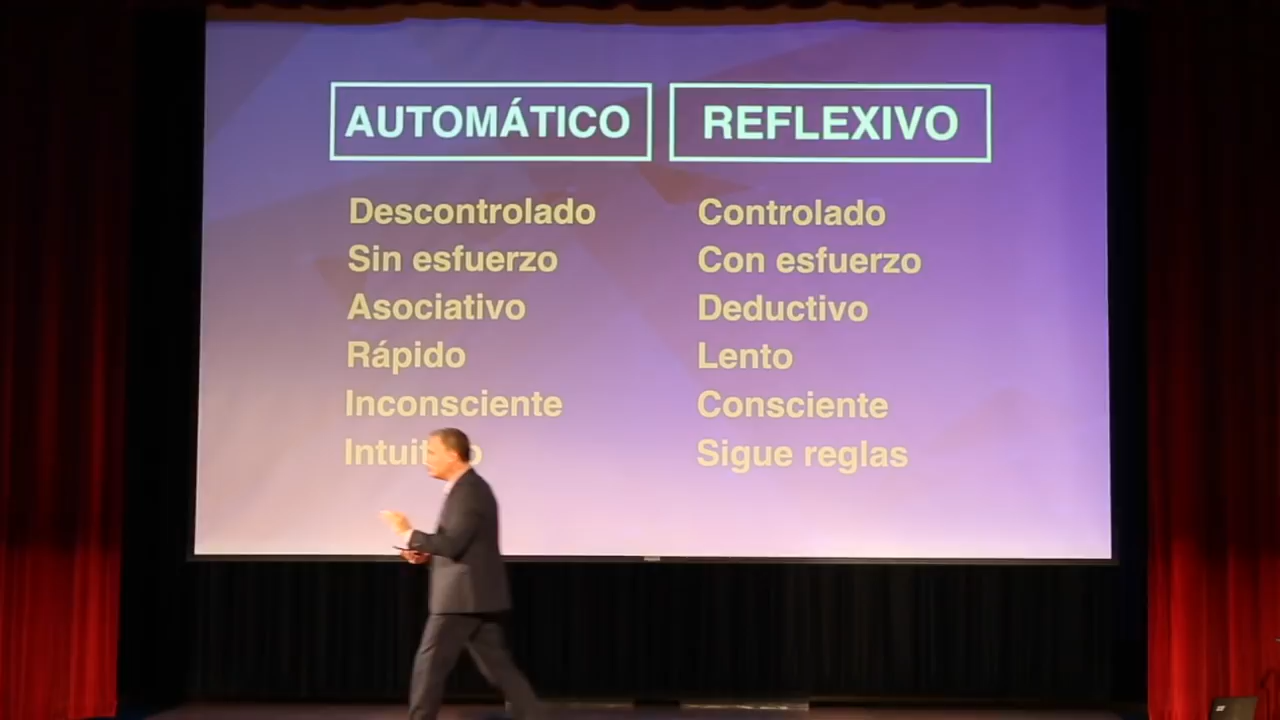 AUTOMÁTICO
Descontrolado
Sin esfuerzo
Asociativo
Rápido
Inconsciente
REFLEXIVO
Controlado
Con esfuerzo
Deductivo
Lento
Consciente
Sigue reglas